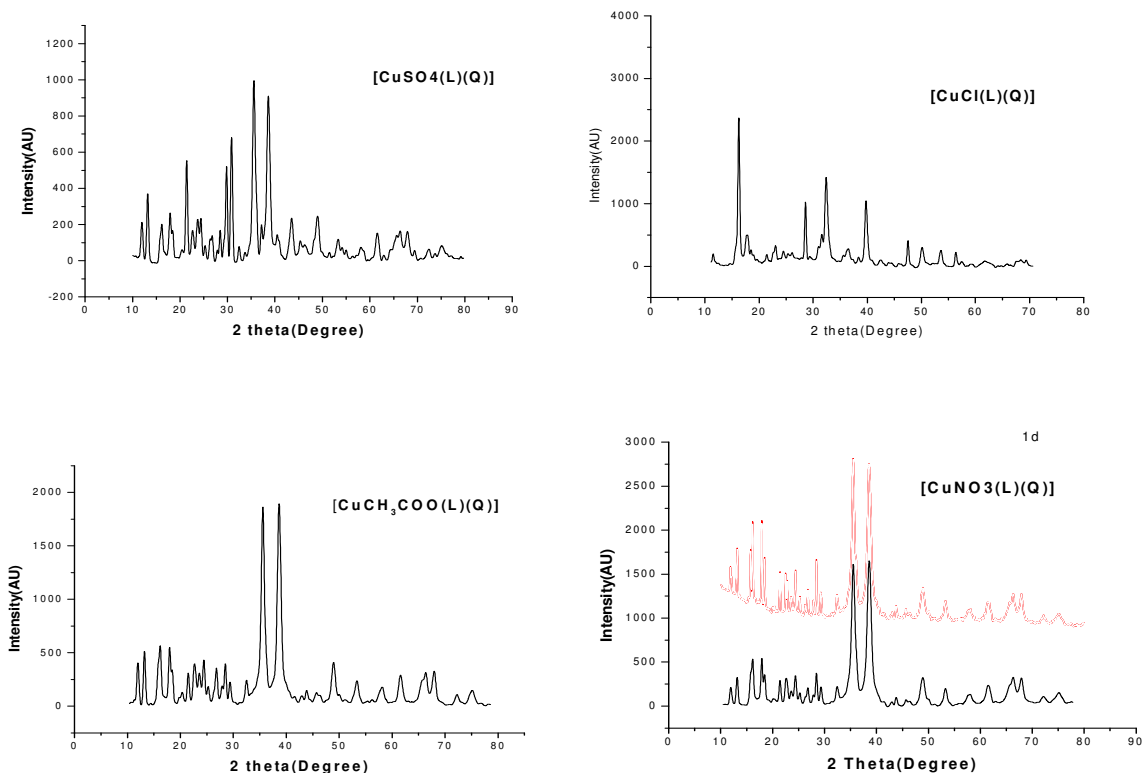 [CuSO4(L)(Q)]
Intensity(AU)
1200
1000
800
600
400
200
0
-200
0 10 20 30 40 50 60 70 80 90
2 theta(Degree)
[CuCl(L)(Q)]
Intensity(AU)
4000
3000
2000
1000
0
0 10 20 30 40 50 60 70 80
2 theta(Degree)
[CuCH₃COO(L)(Q)]
Intensity(AU)
2000
1500
1000
500
0
0 10 20 30 40 50 60 70 80
2 theta(Degree)
1d
[CuNO3(L)(Q)]
Intensity(AU)
3000
2500
2000
1500
1000
500
0
0 10 20 30 40 50 60 70 80 90
2 Theta(Degree)